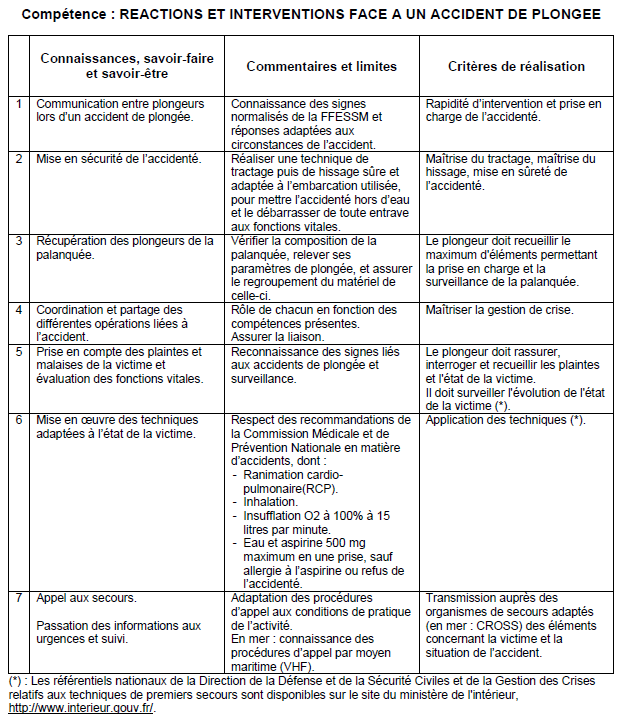 Compétence : REACTIONS ET INTERVENTIONS FACE A UN ACCIDENT DE PLONGEE
Connaissances, savoir-faire
et savoir-être
Commentaires et limites
Critères de réalisation
1
Communication entre plongeurs
lors d'un accident de plongée.
Connaissance des signes
normalisés de la FFESSM et
réponses adaptées aux
circonstances de l'accident.
Rapidité d'intervention et prise en
charge de l'accidenté.
2
Mise en sécurité de l'accidenté.
Réaliser une technique de
tractage puis de hissage sûre et
adaptée à l'embarcation utilisée,
pour mettre l'accidenté hors d'eau
et le débarrasser de toute entrave
aux fonctions vitales.
Maîtrise du tractage, maîtrise du
hissage, mise en sûreté de
l'accidenté.
3
Récupération des plongeurs de la
palanquée.
Vérifier la composition de la
palanquée, relever ses
paramètres de plongée, et assurer
le regroupement du matériel de
celle-ci.
Le plongeur doit recueillir le
maximum d'éléments permettant
la prise en charge et la
surveillance de la palanquée.
4
Coordination et partage des
différentes opérations liées à
l'accident.
Rôle de chacun en fonction des
compétences présentes.
Assurer la liaison.
Maîtriser la gestion de crise.
5
Prise en compte des plaintes et
malaises de la victime et
évaluation des fonctions vitales.
Reconnaissance des signes liés
aux accidents de plongée et
surveillance.
Le plongeur doit rassurer,
interroger et recueillir les plaintes
et l'état de la victime.
Il doit surveiller l'évolution de l'état
de la victime (*).
6
Mise en œuvre des techniques
adaptées à l'état de la victime.
Respect des recommandations de
la Commission Médicale et de
Prévention Nationale en matière
d'accidents, dont :
- Ranimation cardio-
pulmonaire(RCP).
- Inhalation.
- Insufflation O2 à 100% à 15
litres par minute.
- Eau et aspirine 500 mg
maximum en une prise, sauf
allergie à l'aspirine ou refus de
l'accidenté.
Application des techniques (*).
7
Appel aux secours.
Passation des informations aux
urgences et suivi.
Adaptation des procédures
d'appel aux conditions de pratique
de l'activité.
En mer : connaissance des
procédures d'appel par moyen
maritime (VHF).
Transmission auprès des
organismes de secours adaptés
(en mer : CROSS) des éléments
concernant la victime et la
situation de l'accident.
(*) : Les référentiels nationaux de la Direction de la Défense et de la Sécurité Civiles et de la Gestion des Crises
relatifs aux techniques de premiers secours sont disponibles sur le site du ministère de l'intérieur,
http://www.interieur.gouv.fr/.